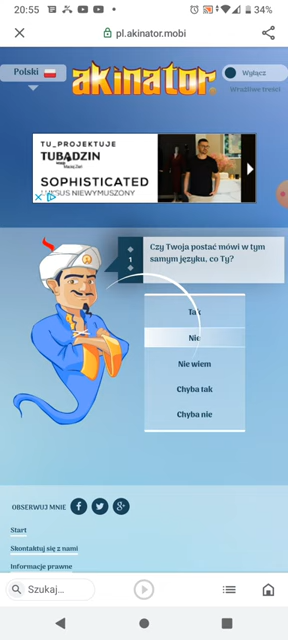 20:55
34%
pl.akinator.mobi
Polski
akinator.
Wyłącz
Wrażliwe treści
TU_PROJEKTUJE
TUBĄDZIN
SOPHISTICATED
LUKSUS NIEWYMUSZONY
1
Czy Twoja postać mówi w tym
samym języku, co Ty?
Tak
Nie
Nie wiem
Chyba tak
Chyba nie
OBSERWUJ MNIE
Start
Skontaktuj się z nami
Informacje prawne
Szukaj...